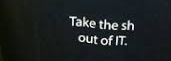 Take the sh
out of IT.